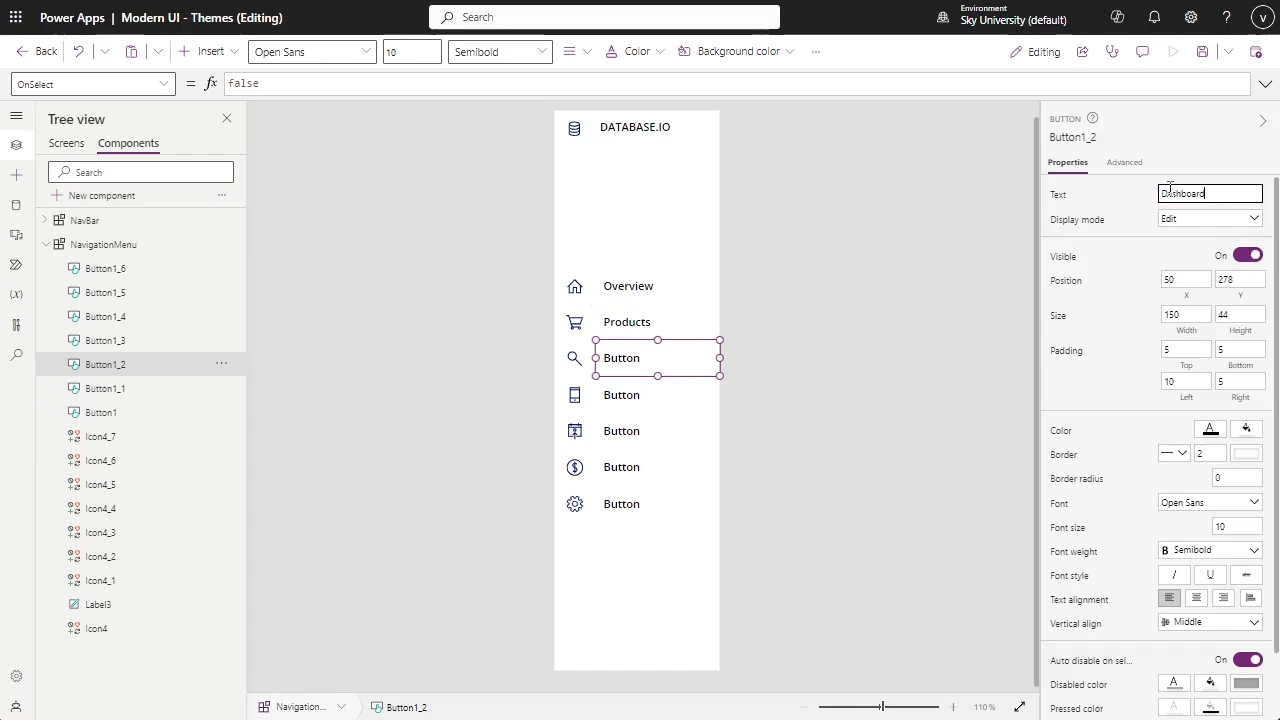 Power Apps | Modern UI - Themes (Editing)
Search
Environment
Sky University (default)
V
Back
Insert
Open Sans
10
Semibold
Color
Background color
Editing
OnSelect
= fx false
Tree view
Screens
Components
Search
New component
NavBar
NavigationMenu
Button1_6
Button1_5
Button1_4
Button1_3
Button1_2
Button1_1
Button1
Icon4_7
Icon4_6
Icon4_5
Icon4_4
Icon4_3
Icon4_2
Icon4_1
Label3
Icon4
DATABASE.IO
Overview
Products
Button
Button
Button
Button
Button
Navigation...
Button1_2
110 %
BUTTON
Button1_2
Properties
Advanced
Text
Dashboard
Display mode
Edit
Visible
On
Position
50
278
X
Y
Size
150
44
Width
Height
Padding
5
5
Top
Bottom
10
5
Left
Right
Color
Border
2
Border radius
0
Font
Open Sans
Font size
10
Font weight
B Semibold
Font style
Text alignment
Vertical align
Middle
Auto disable on sel...
On
Disabled color
Pressed color